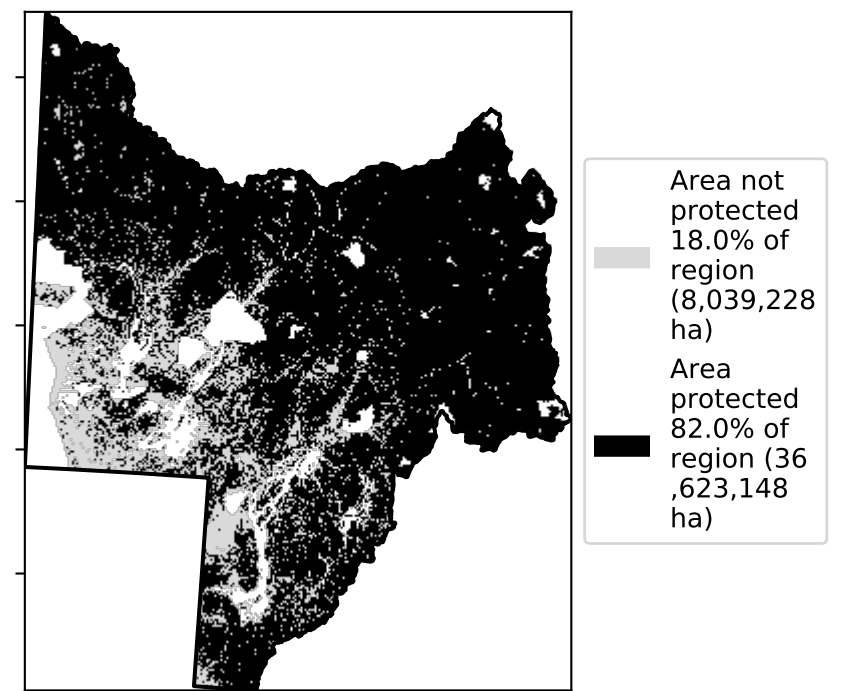 Area not
protected
18.0% of
region
(8,039,228
ha)
Area
protected
82.0% of
region (36
,623,148
ha)